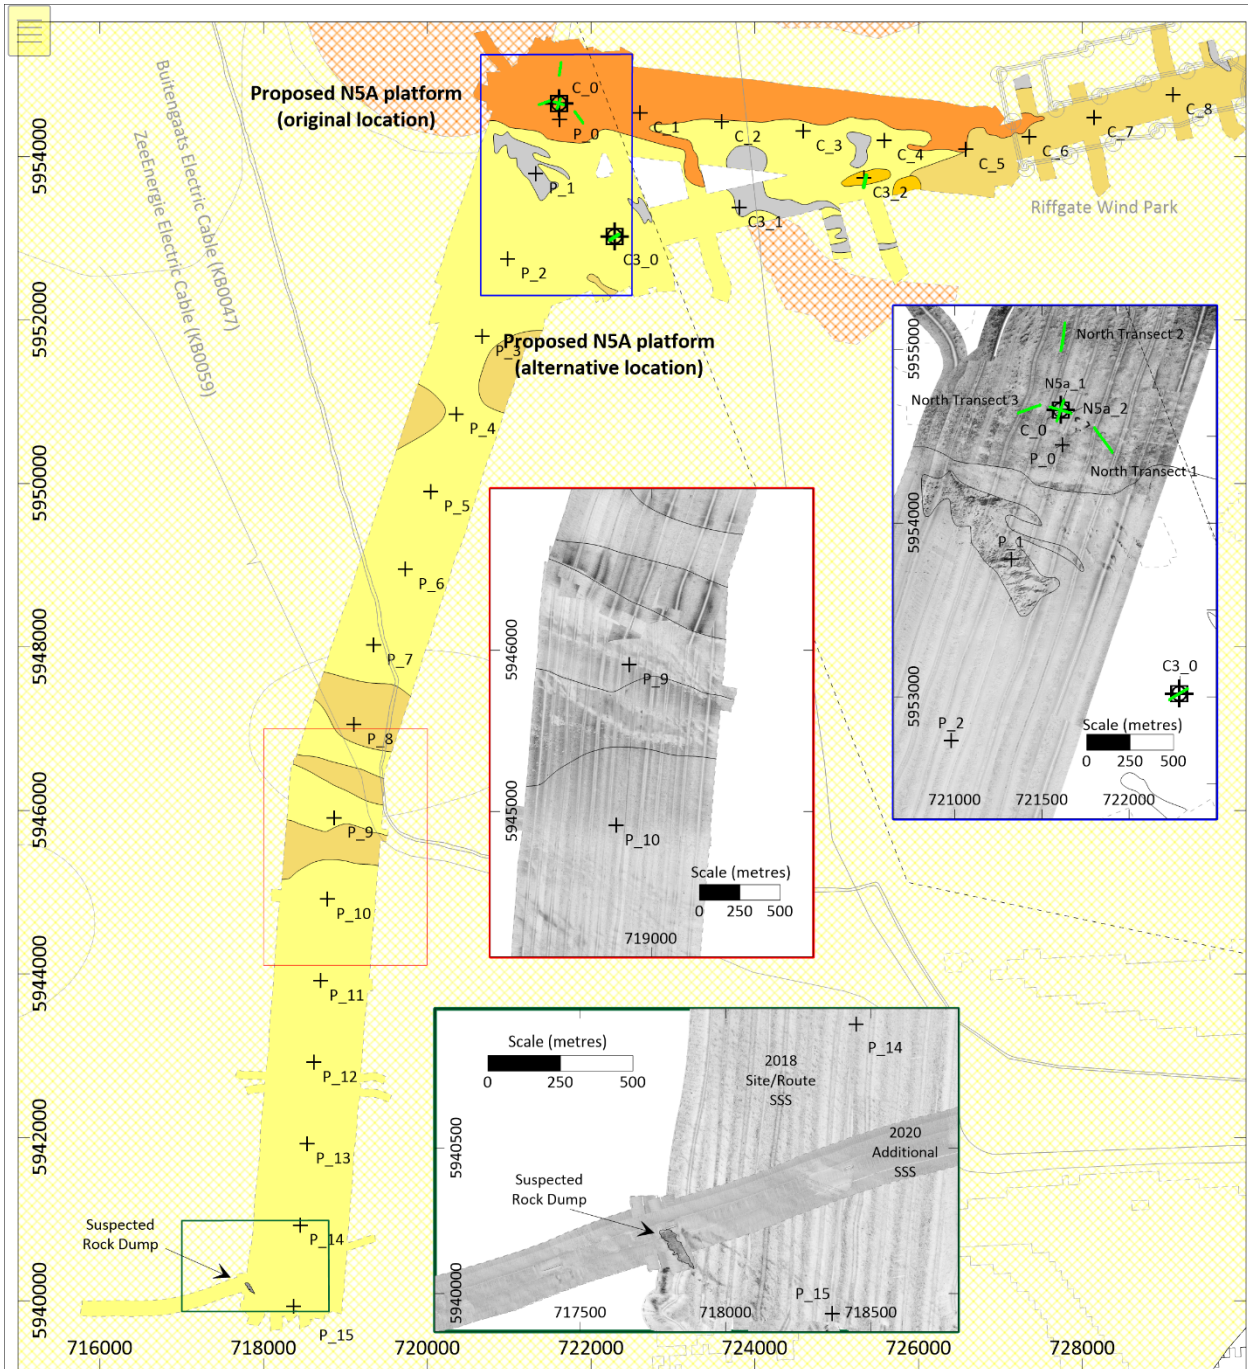 Proposed N5A platform
(original location)
Buitengaats Electric Cable (KB0047)
ZeeEnergie Electric Cable (KB0059)
C_0
P_0
C_1
C_2
C_3
C_4
C_5
C_6
C_7
C_8
P_1
C3_2
C3_1
C3_0
P_2
Riffgate Wind Park
Proposed N5A platform
(alternative location)
P_3
P_4
P_5
P_6
P_7
P_8
P_9
P_10
P_11
P_12
P_13
P_14
P_15
Suspected
Rock Dump
5954000
5952000
5950000
5948000
5946000
5944000
5942000
5940000
716000
718000
720000
722000
724000
726000
728000
North Transect 2
N5a_1
North Transect 3
N5a_2
C_0
P_0
North Transect 1
P_1
C3_0
P_2
Scale (metres)
0 250 500
5955000
5954000
5953000
721000
721500
722000
P_9
P_10
Scale (metres)
0 250 500
5946000
5945000
719000
Scale (metres)
0 250 500
P_14
2018
Site/Route
SSS
2020
Additional
SSS
Suspected
Rock Dump
P_15
5940500
5940000
717500
718000
718500